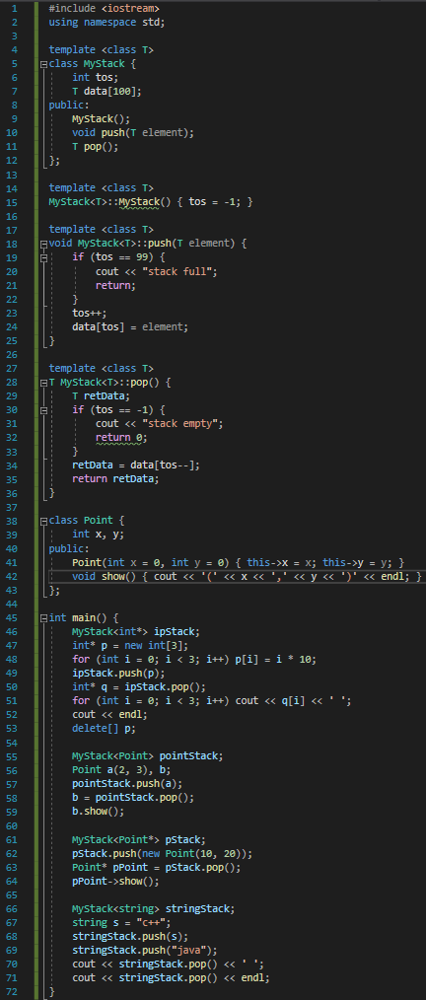 1 #include <iostream>
2 using namespace std;
3
4 template <class T>
5 class MyStack {
6 int tos;
7 T data[100];
8 public:
9 MyStack();
10 void push(T element);
11 T pop();
12 };
13
14 template <class T>
15 MyStack<T>::MyStack() { tos = -1; }
16
17 template <class T>
18 void MyStack<T>::push(T element) {
19 if (tos == 99) {
20 cout << "stack full";
21 return;
22 }
23 tos++;
24 data[tos] = element;
25 }
26
27 template <class T>
28 T MyStack<T>::pop() {
29 T retData;
30 if (tos == -1) {
31 cout << "stack empty";
32 return 0;
33 }
34 retData = data[tos--];
35 return retData;
36 }
37
38 class Point {
39 int x, y;
40 public:
41 Point(int x = 0, int y = 0) { this->x = x; this->y = y; }
42 void show() { cout << '(' << x << ',' << y << ')' << endl; }
43 };
44
45 int main() {
46 MyStack<int*> ipStack;
47 int* p = new int[3];
48 for (int i = 0; i < 3; i++) p[i] = i * 10;
49 ipStack.push(p);
50 int* q = ipStack.pop();
51 for (int i = 0; i < 3; i++) cout << q[i] << ' ';
52 cout << endl;
53 delete[] p;
54
55 MyStack<Point> pointStack;
56 Point a(2, 3), b;
57 pointStack.push(a);
58 b = pointStack.pop();
59 b.show();
60
61 MyStack<Point*> pStack;
62 pStack.push(new Point(10, 20));
63 Point* pPoint = pStack.pop();
64 pPoint->show();
65
66 MyStack<string> stringStack;
67 string s = "c++";
68 stringStack.push(s);
69 stringStack.push("java");
70 cout << stringStack.pop() << ' ';
71 cout << stringStack.pop() << endl;
72 }